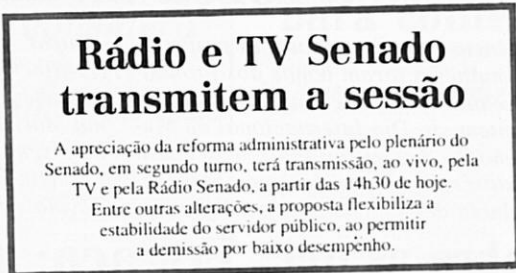 Rádio e TV Senado
transmitem a sessão
A apreciação da reforma administrativa pelo plenário do
Senado, em segundo turno, terá transmissão, ao vivo, pela
TV e pela Rádio Senado, a partir das 14h30 de hoje.
Entre outras alterações, a proposta flexibiliza a
estabilidade do servidor público, ao permitir
a demissão por baixo desempenho.